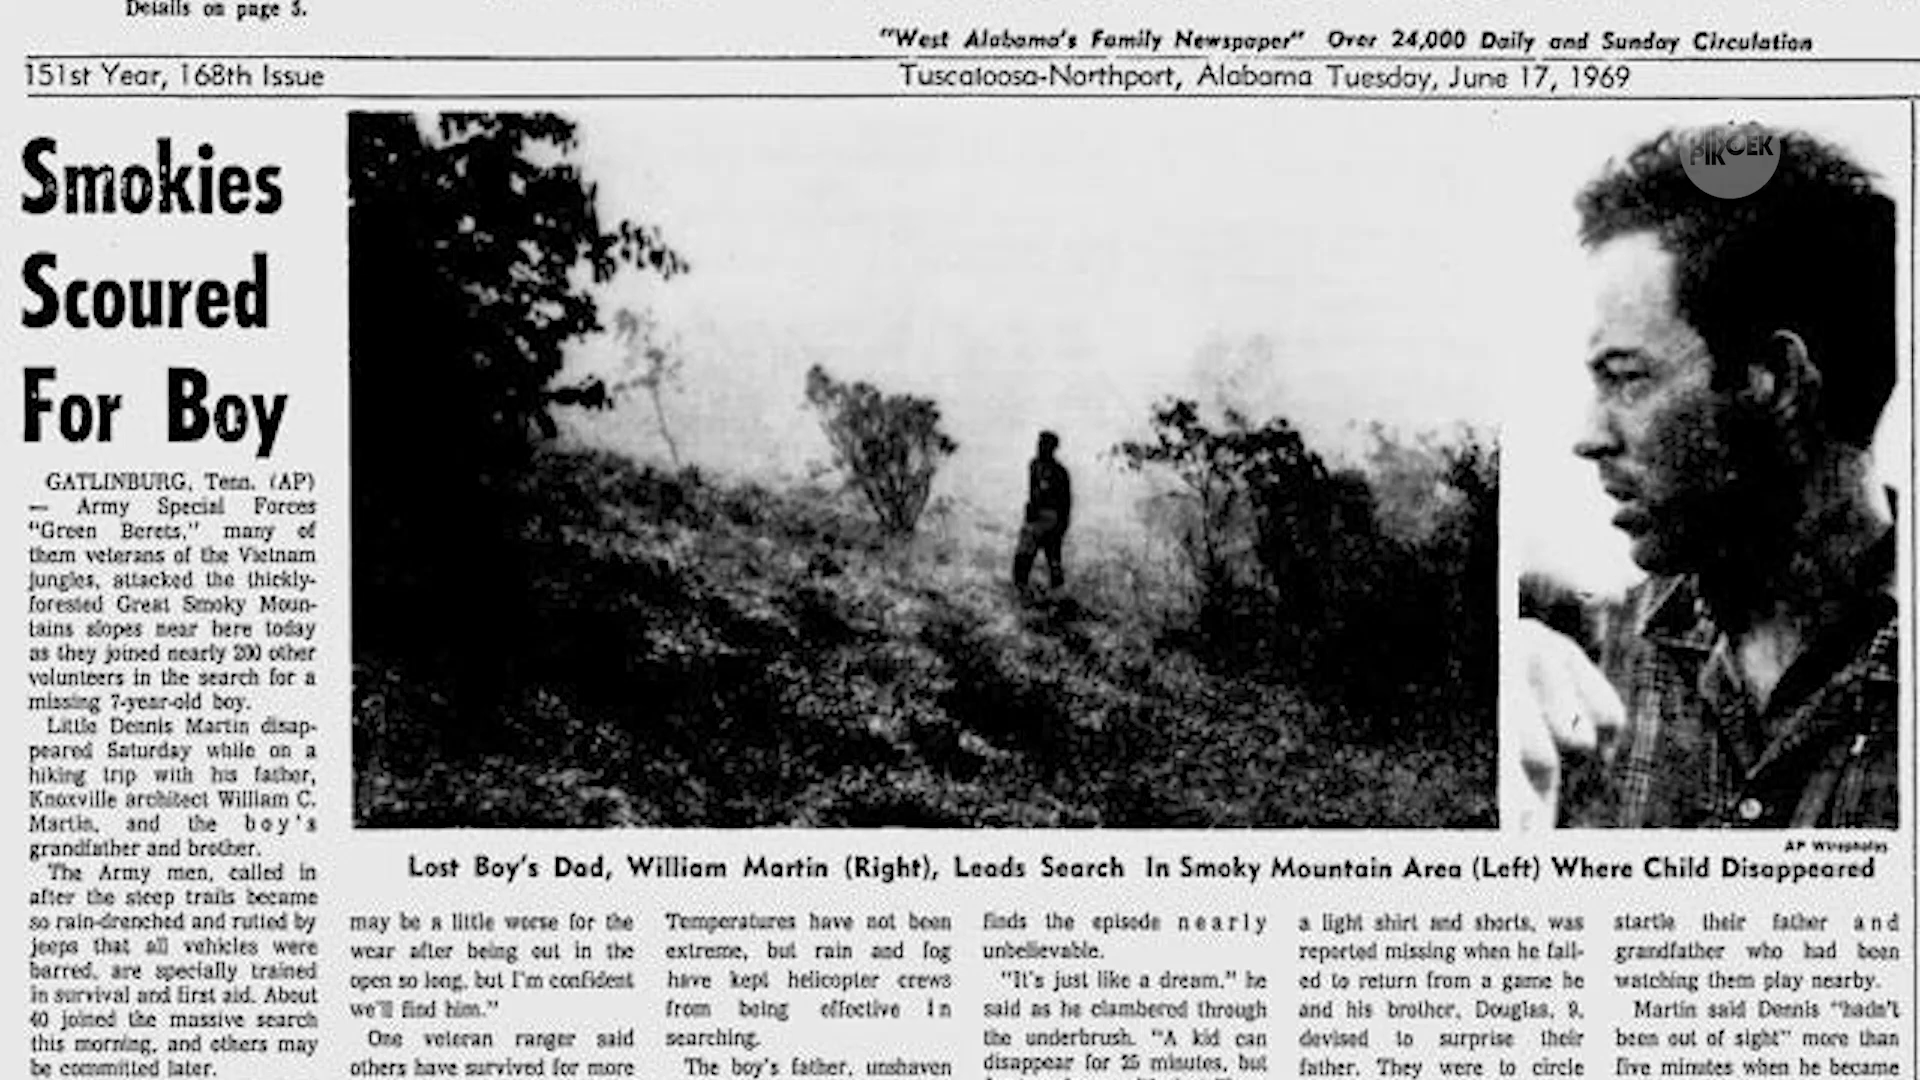 Details on page 5.
"West Alabama's Family Newspaper" Over 24,000 Daily and Sunday Circulation
151st Year, 168th Issue
Tuscaloosa-Northport, Alabama Tuesday, June 17, 1969
Smokies
Scoured
For Boy
GATLINBURG, Tenn. (AP)
— Army Special Forces
"Green Berets," many of
them veterans of the Vietnam
jungles, attacked the thickly-
forested Great Smoky Moun-
tains slopes near here today
as they joined nearly 200 other
volunteers in the search for a
missing 7-year-old boy.
Little Dennis Martin disap-
peared Saturday while on a
hiking trip with his father,
Knoxville architect William C.
Martin, and the boy's
grandfather and brother.
The Army men, called in
after the steep trails became
so rain-drenched and rutted by
jeeps that all vehicles were
barred, are specially trained
in survival and first aid. About
40 joined the massive search
this morning, and others may
be committed later.
AP Wirephotos
Lost Boy's Dad, William Martin (Right), Leads Search In Smoky Mountain Area (Left) Where Child Disappeared
may be a little worse for the
wear after being out in the
open so long, but I'm confident
we'll find him."
One veteran ranger said
others have survived for more
Temperatures have not been
extreme, but rain and fog
have kept helicopter crews
from being effective in
searching.
The boy's father, unshaven
finds the episode nearly
unbelievable.
"It's just like a dream," he
said as he clambered through
the underbrush. "A kid can
disappear for 25 minutes, but
a light shirt and shorts, was
reported missing when he fail-
ed to return from a game he
and his brother, Douglas, 9,
devised to surprise their
father. They were to circle
startle their father and
grandfather who had been
watching them play nearby.
Martin said Dennis "hadn't
been out of sight" more than
five minutes when he became